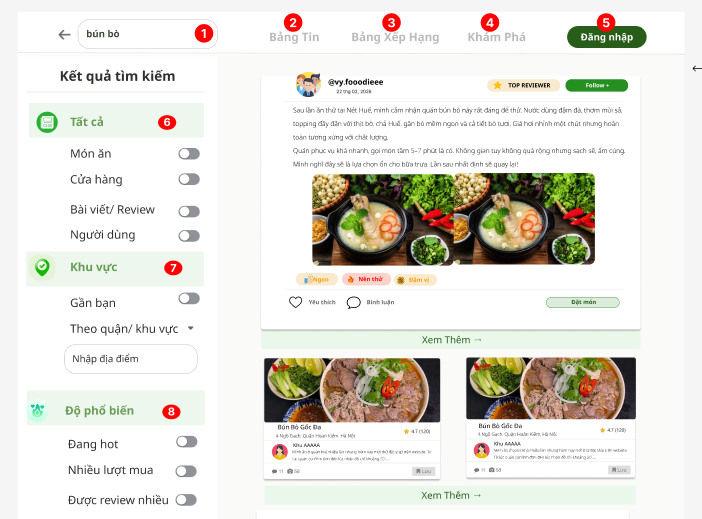 bún bò
1
2
3
4
5
Bảng Tin
Bảng Xếp Hạng
Khám Phá
Đăng nhập
Kết quả tìm kiếm
Tất cả
6
Món ăn
Cửa hàng
Bài viết/ Review
Người dùng
Khu vực
7
Gần bạn
Theo quận/ khu vực
Nhập địa điểm
Độ phổ biến
8
Đang hot
Nhiều lượt mua
Được review nhiều
@vy.fooodieee
22 thg 02, 2026
TOP REVIEWER
Follow +
Sau lần ăn thử tại Nét Huế, mình cảm nhận quán bún bò này rất đáng để thử. Nước dùng đậm đà, thơm mùi sả,
topping đầy đặn với thịt bò, chả Huế, gân bò mềm ngon và cả tiết bò tươi. Giá hơi nhỉnh một chút nhưng hoàn
toàn tương xứng với chất lượng.
Quán phục vụ khá nhanh, gọi món tầm 5–7 phút là có. Không gian tuy không quá rộng nhưng sạch sẽ, ấm cúng.
Mình nghĩ đây sẽ là lựa chọn ổn cho bữa trưa. Lần sau nhất định sẽ quay lại!
Ngon
Nên thử
Đậm vị
Yêu thích
Bình luận
Đặt món
Xem Thêm →
Bún Bò Gốc Đa
4 Ngõ Gạch, Quận Hoàn Kiếm, Hà Nội
4.7 (120)
Khu AAAAA
11
56
Lưu
Bún Bò Gốc Đa
4 Ngõ Gạch, Quận Hoàn Kiếm, Hà Nội
4.7 (120)
Khu AAAAA
11
56
Lưu
Xem Thêm →